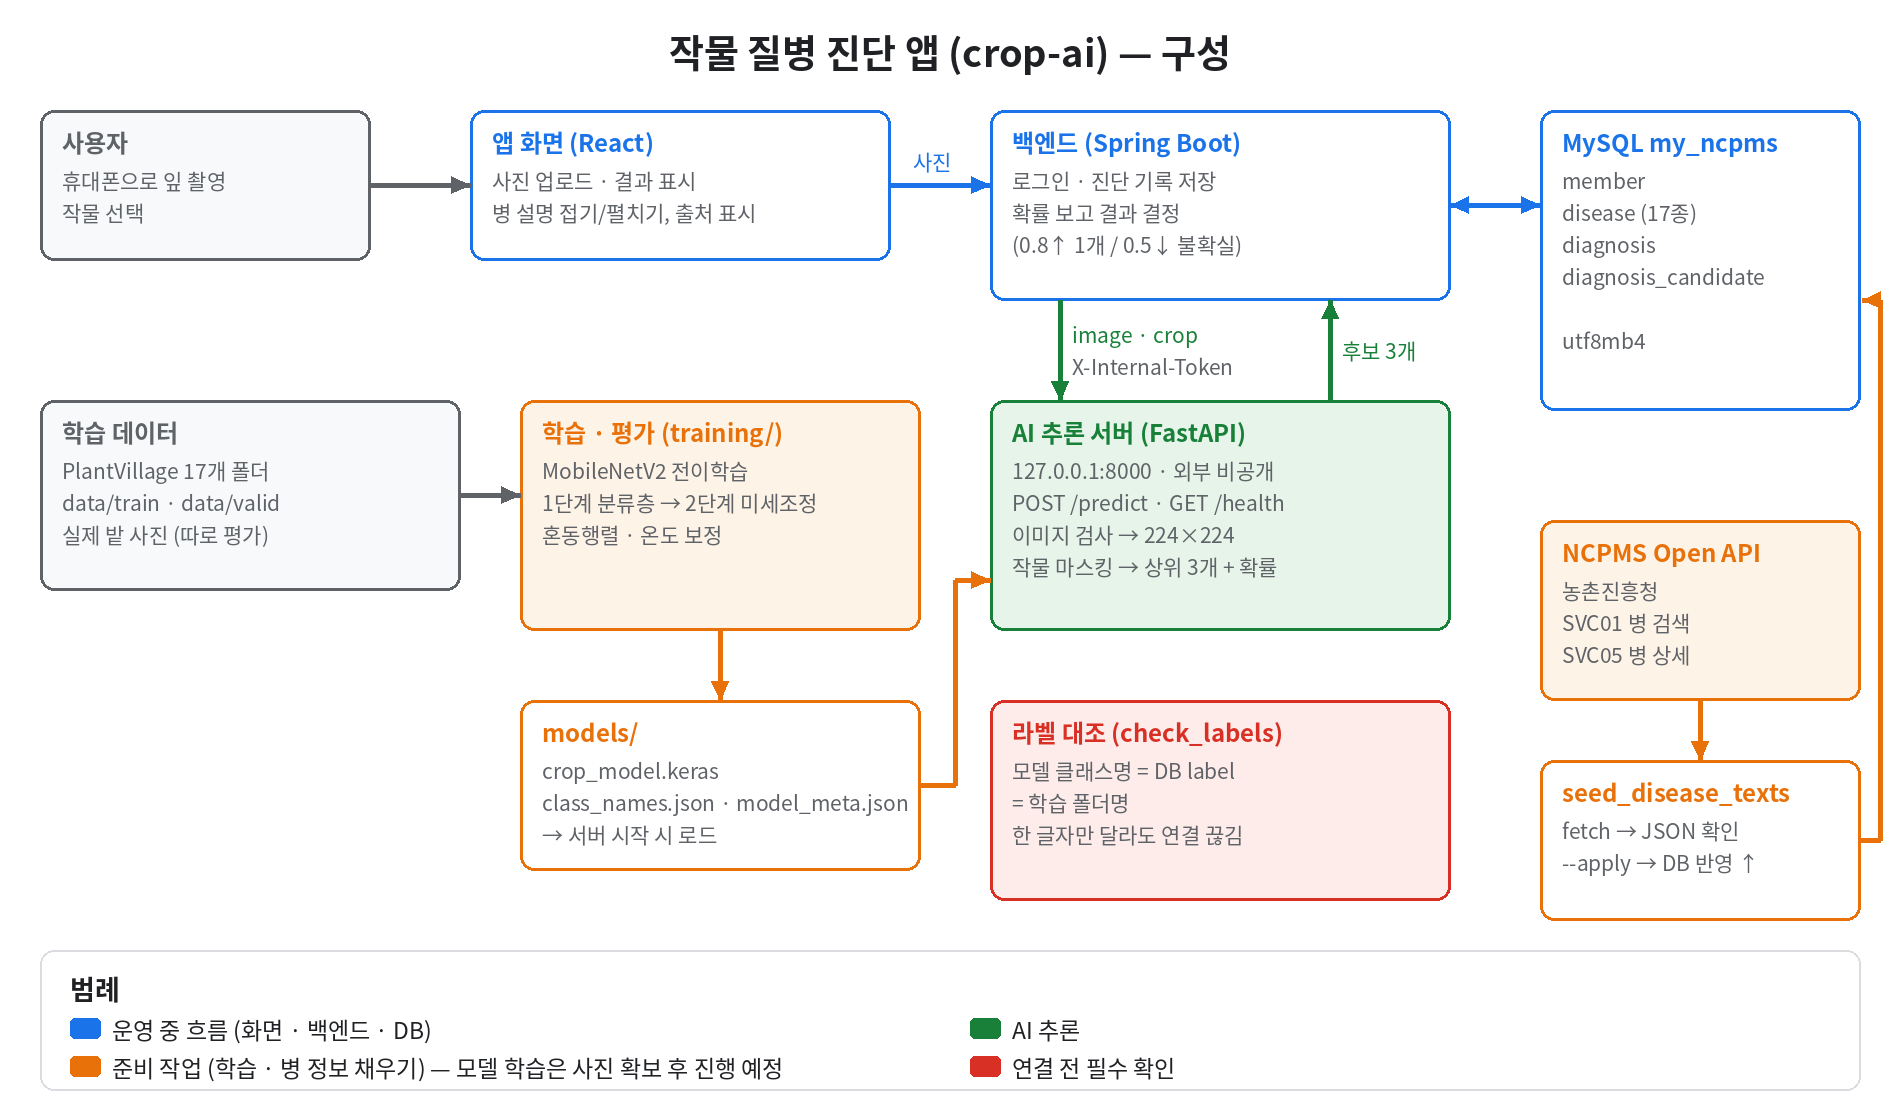 작물 질병 진단 앱 (crop-ai) — 구성
사용자
휴대폰으로 잎 촬영
작물 선택
앱 화면 (React)
사진 업로드 · 결과 표시
병 설명 접기/펼치기, 출처 표시
사진
백엔드 (Spring Boot)
로그인 · 진단 기록 저장
확률 보고 결과 결정
(0.8↑ 1개 / 0.5↓ 불확실)
MySQL my_ncpms
member
disease (17종)
diagnosis
diagnosis_candidate
utf8mb4
image · crop
X-Internal-Token
후보 3개
학습 데이터
PlantVillage 17개 폴더
data/train · data/valid
실제 밭 사진 (따로 평가)
학습 · 평가 (training/)
MobileNetV2 전이학습
1단계 분류층 → 2단계 미세조정
혼동행렬 · 온도 보정
AI 추론 서버 (FastAPI)
127.0.0.1:8000 · 외부 비공개
POST /predict · GET /health
이미지 검사 → 224×224
작물 마스킹 → 상위 3개 + 확률
NCPMS Open API
농촌진흥청
SVC01 병 검색
SVC05 병 상세
models/
crop_model.keras
class_names.json · model_meta.json
→ 서버 시작 시 로드
라벨 대조 (check_labels)
모델 클래스명 = DB label
= 학습 폴더명
한 글자만 달라도 연결 끊김
seed_disease_texts
fetch → JSON 확인
--apply → DB 반영 ↑
범례
운영 중 흐름 (화면 · 백엔드 · DB)
AI 추론
준비 작업 (학습 · 병 정보 채우기) — 모델 학습은 사진 확보 후 진행 예정
연결 전 필수 확인